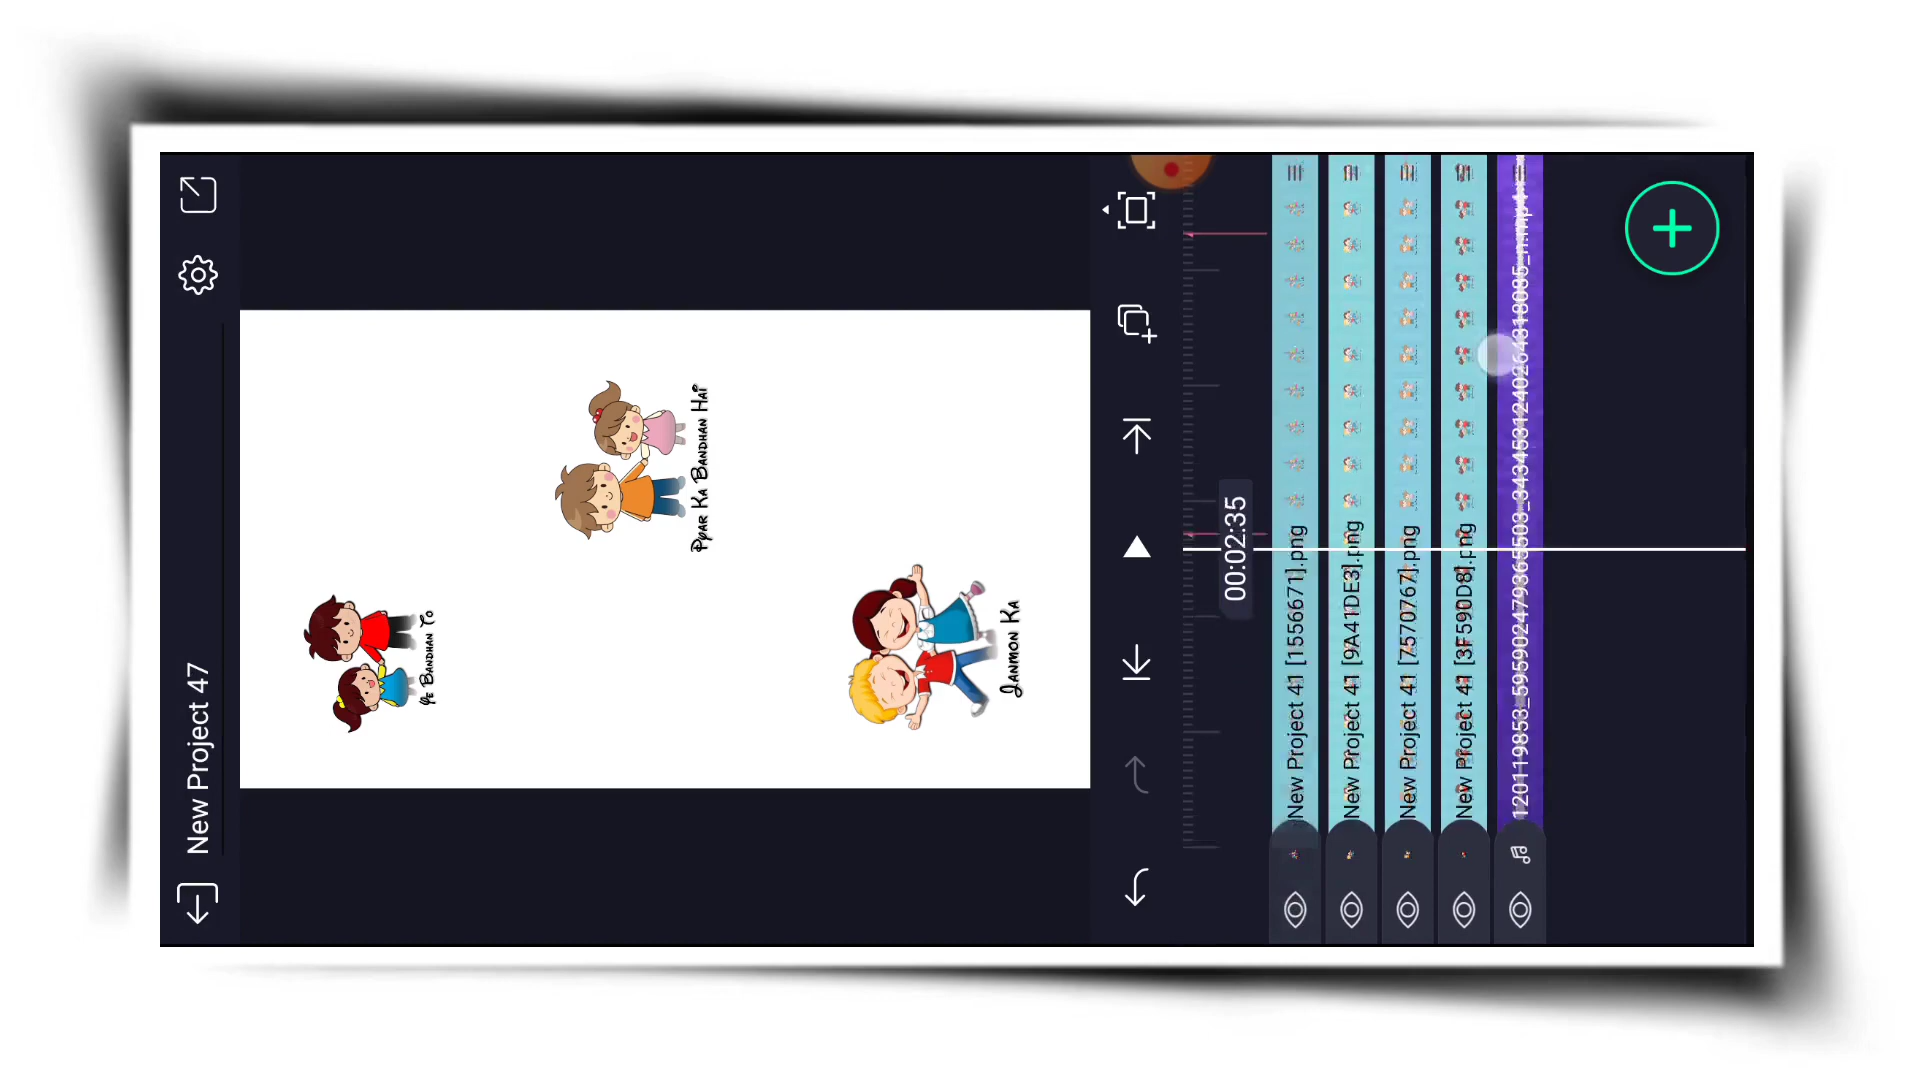 New Project 47
Ye Bandhan To
Pyar Ka Bandhan Hai
Janmon Ka
00:02:35
New Project 41 [1556671].png
New Project 41 [9A41DE3].png
New Project 41 [7570767].png
New Project 41 [3F590D8].png